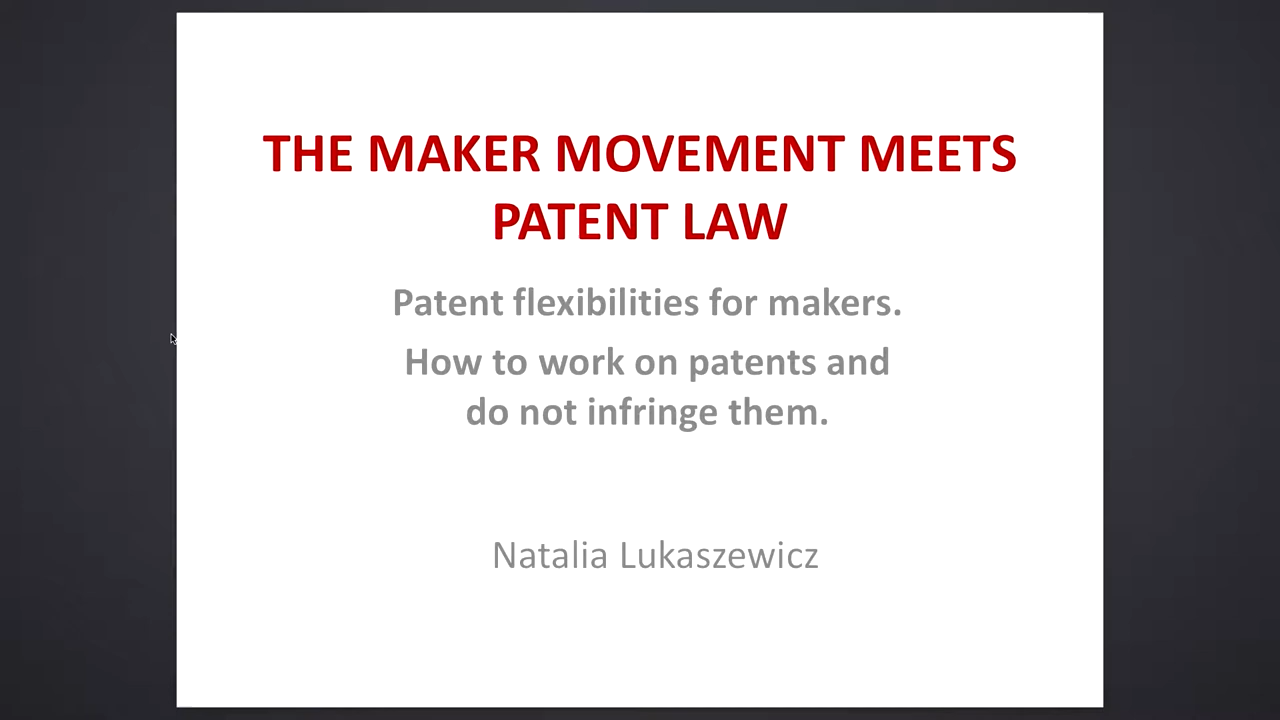 THE MAKER MOVEMENT MEETS
PATENT LAW
Patent flexibilities for makers.
How to work on patents and
do not infringe them.
Natalia Lukaszewicz